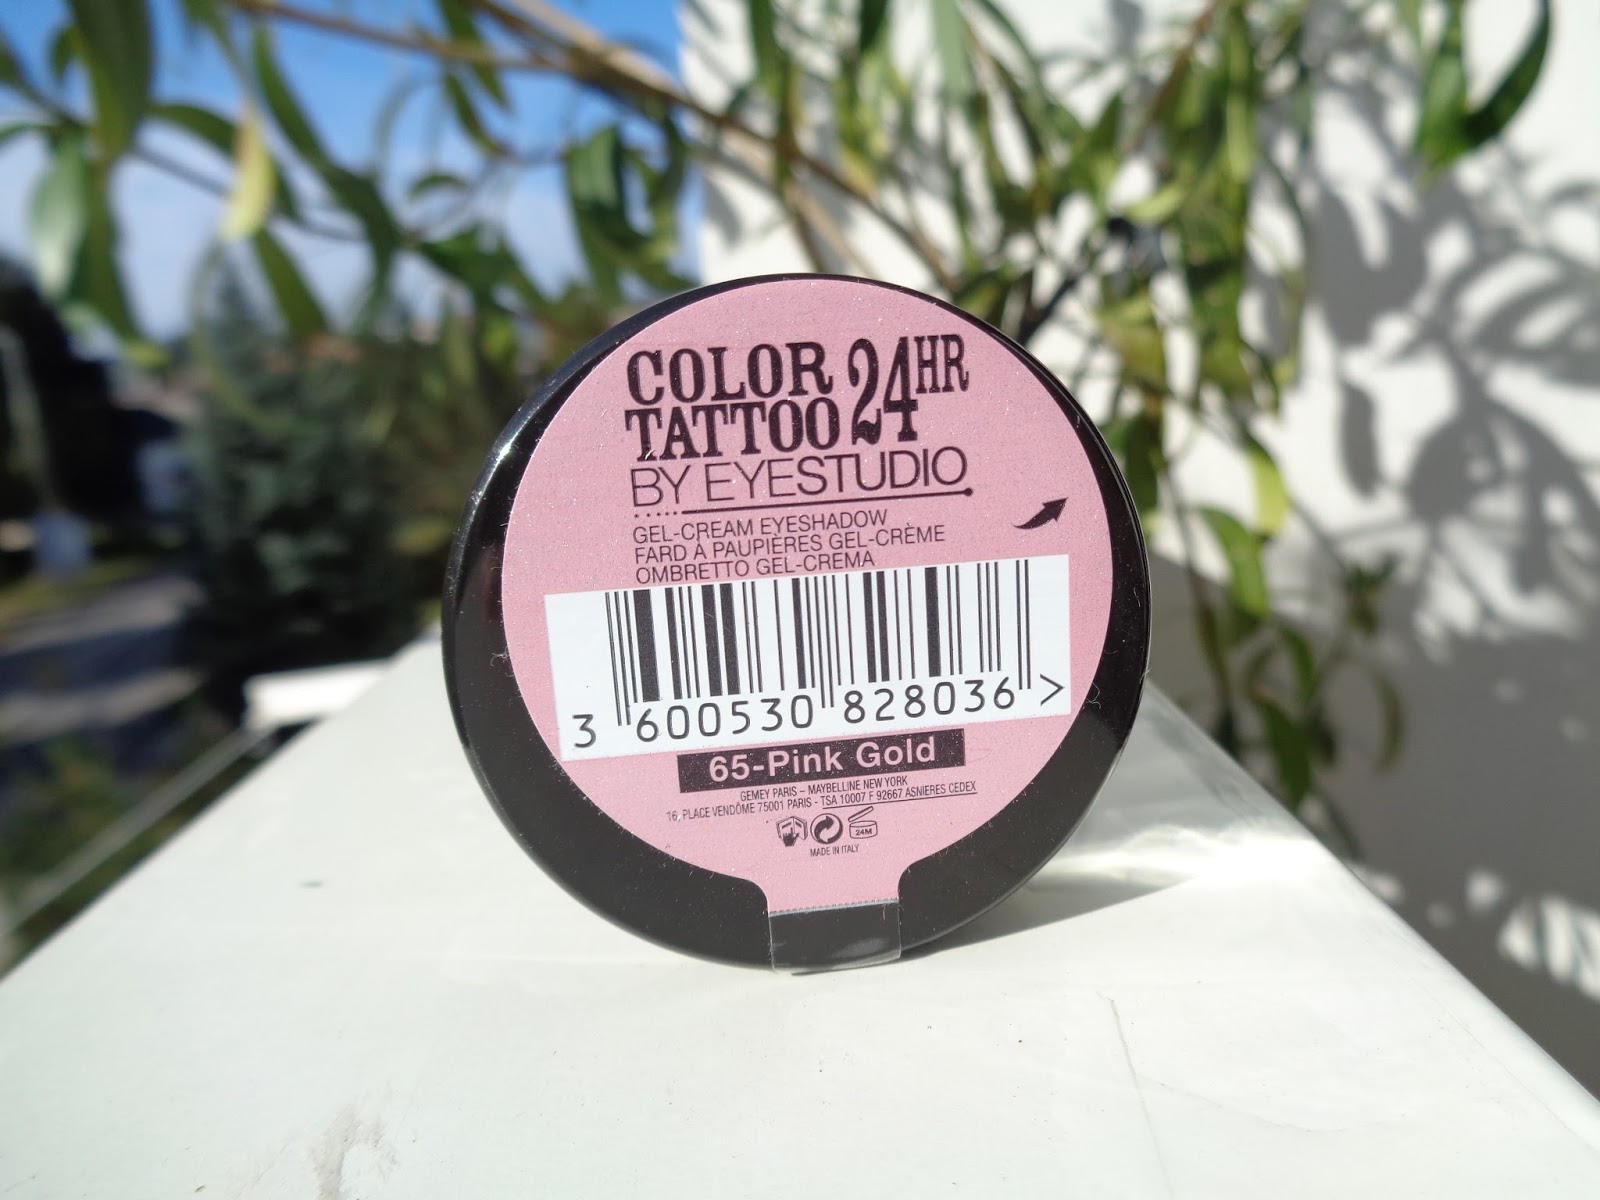 COLOR 24HR
TATTOO
BY EYESTUDIO
GEL-CREAM EYESHADOW
FARD À PAUPIÈRES GEL-CRÈME
OMBRETTO GEL-CREMA
3 600530 828036 >
65-Pink Gold
GEMEY PARIS – MAYBELLINE NEW YORK
16, PLACE VENDÔME 75001 PARIS - TSA 10007 F 92667 ASNIERES CEDEX
24M
MADE IN ITALY